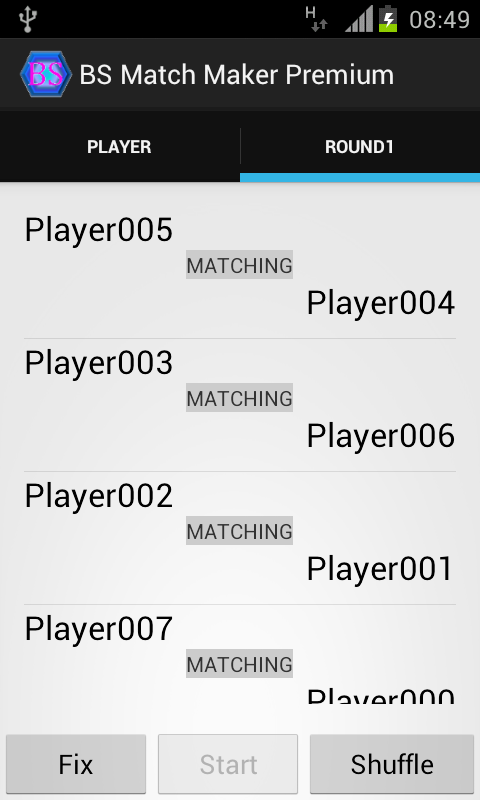 H 08:49
BS BS Match Maker Premium
PLAYER ROUND1
Player005
MATCHING
Player004
Player003
MATCHING
Player006
Player002
MATCHING
Player001
Player007
MATCHING
Player000
Fix Start Shuffle